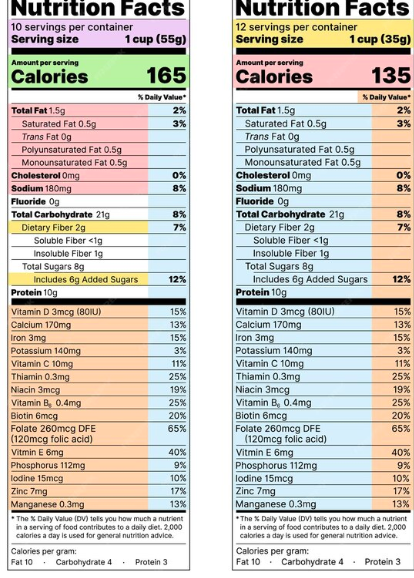 Nutrition Facts
10 servings per container
Serving size 1 cup (55g)
Amount per serving
Calories 165
% Daily Value*
Total Fat 1.5g 2%
Saturated Fat 0.5g 3%
Trans Fat 0g
Polyunsaturated Fat 0.5g
Monounsaturated Fat 0.5g
Cholesterol 0mg 0%
Sodium 180mg 8%
Fluoride 0g
Total Carbohydrate 21g 8%
Dietary Fiber 2g 7%
Soluble Fiber <1g
Insoluble Fiber 1g
Total Sugars 8g
Includes 6g Added Sugars 12%
Protein 10g
Vitamin D 3mcg (80IU) 15%
Calcium 170mg 13%
Iron 3mg 15%
Potassium 140mg 3%
Vitamin C 10mg 11%
Thiamin 0.3mg 25%
Niacin 3mcg 19%
Vitamin B₆ 0.4mg 25%
Biotin 6mcg 20%
Folate 260mcg DFE 65%
(120mcg folic acid)
Vitmin E 6mg 40%
Phosphorus 112mg 9%
Iodine 15mcg 10%
Zinc 7mg 17%
Manganese 0.3mg 13%
* The % Daily Value (DV) tells you how much a nutrient
in a serving of food contributes to a daily diet. 2,000
calories a day is used for general nutrition advice.
Calories per gram:
Fat 10 · Carbohydrate 4 · Protein 3
Nutrition Facts
12 servings per container
Serving size 1 cup (35g)
Amount per serving
Calories 135
% Daily Value*
Total Fat 1.5g 2%
Saturated Fat 0.5g 3%
Trans Fat 0g
Polyunsaturated Fat 0.5g
Monounsaturated Fat 0.5g
Cholesterol 0mg 0%
Sodium 180mg 8%
Fluoride 0g
Total Carbohydrate 21g 8%
Dietary Fiber 2g 7%
Soluble Fiber <1g
Insoluble Fiber 1g
Total Sugars 8g
Includes 6g Added Sugars 12%
Protein 10g
Vitamin D 3mcg (80IU) 15%
Calcium 170mg 13%
Iron 3mg 15%
Potassium 140mg 3%
Vitamin C 10mg 11%
Thiamin 0.3mg 25%
Niacin 3mcg 19%
Vitamin B₆ 0.4mg 25%
Biotin 6mcg 20%
Folate 260mcg DFE 65%
(120mcg folic acid)
Vitmin E 6mg 40%
Phosphorus 112mg 9%
Iodine 15mcg 10%
Zinc 7mg 17%
Manganese 0.3mg 13%
* The % Daily Value (DV) tells you how much a nutrient
in a serving of food contributes to a daily diet. 2,000
calories a day is used for general nutrition advice.
Calories per gram:
Fat 10 · Carbohydrate 4 · Protein 3